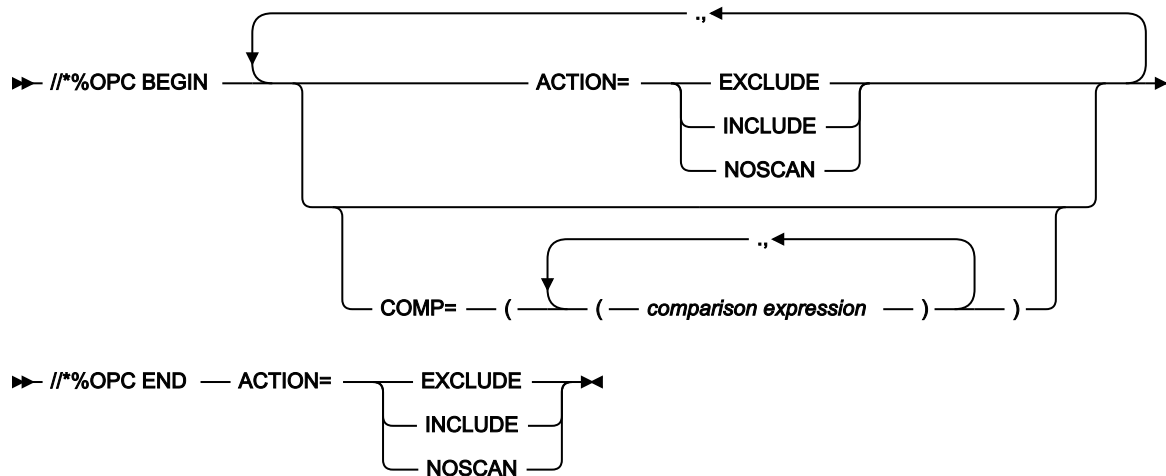 .,
//*%OPC BEGIN ACTION= EXCLUDE
INCLUDE
NOSCAN
.,
COMP= ( ( comparison expression ) )
//*%OPC END ACTION= EXCLUDE
INCLUDE
NOSCAN